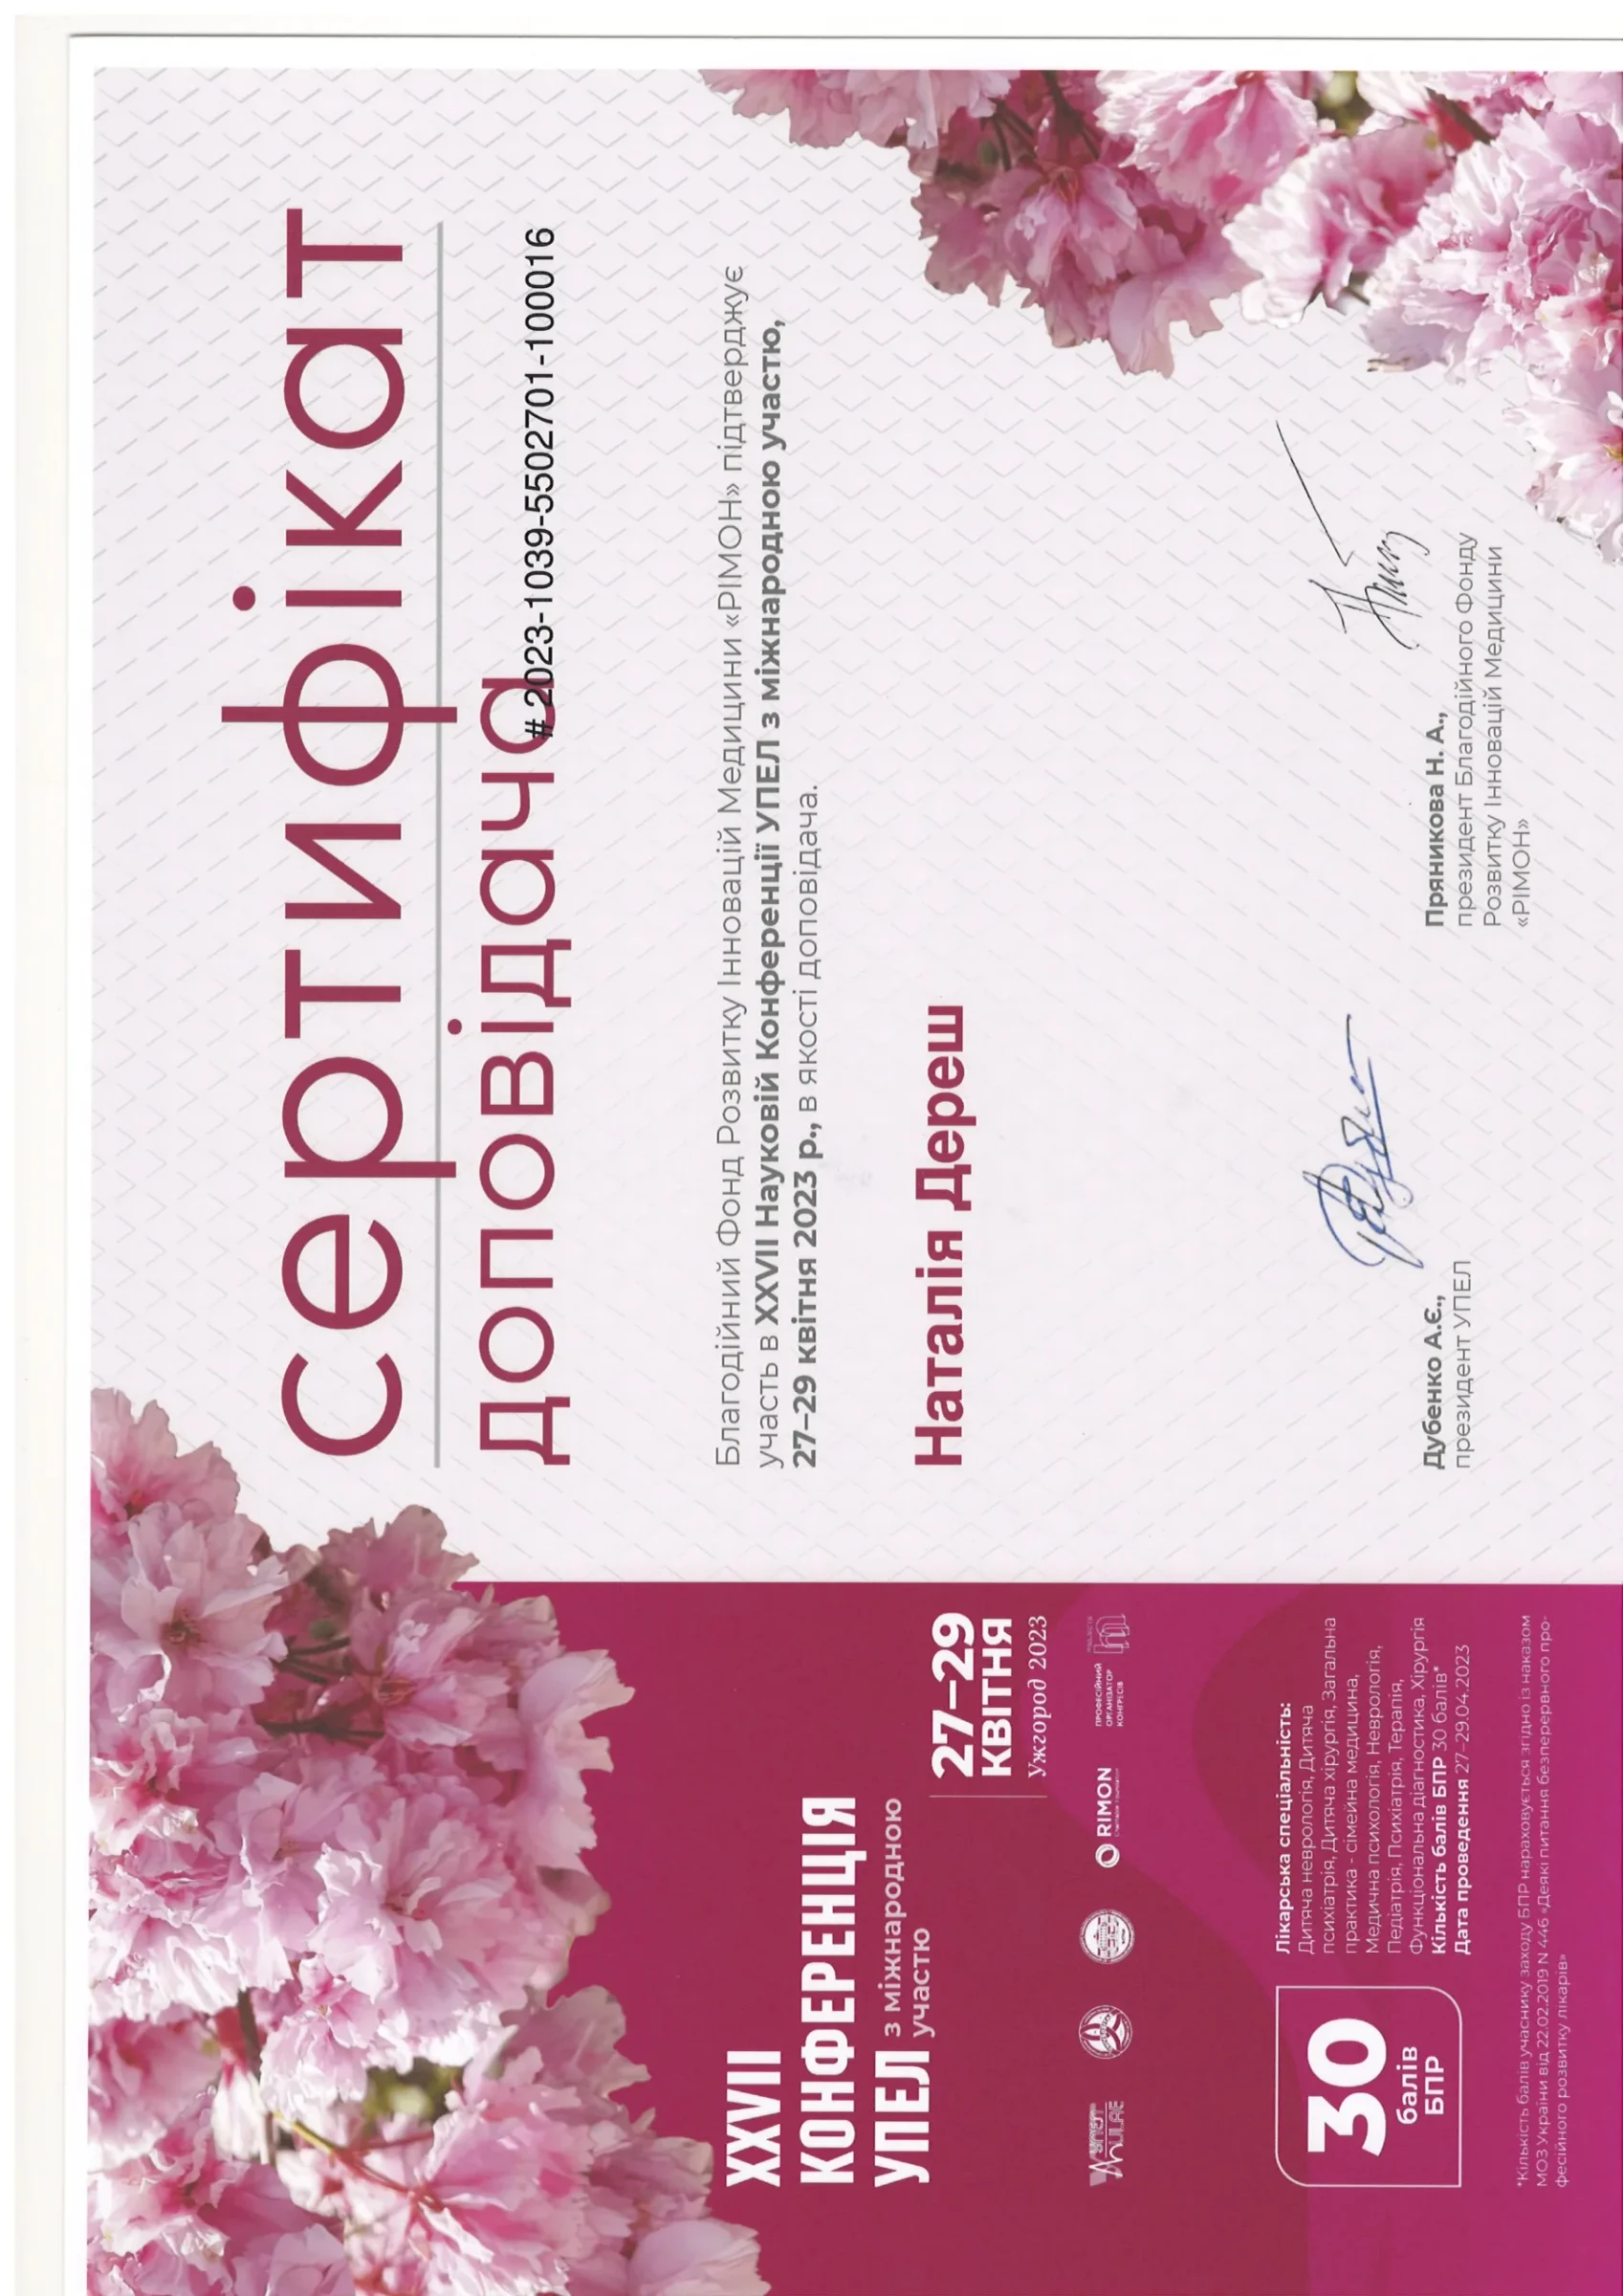 XXVII
КОНФЕРЕНЦІЯ
УПЕЛ з міжнародною
участю
27–29
КВІТНЯ
Ужгород 2023
RIMON
ПРОФЕСІЙНИЙ
ОРГАНІЗАТОР
КОНГРЕСІВ
30
балів
БПР
Лікарська спеціальність:
Дитяча неврологія, Дитяча
психіатрія, Дитяча хірургія, Загальна
практика - сімейна медицина,
Медична психологія, Неврологія,
Педіатрія, Психіатрія, Терапія,
Функціональна діагностика, Хірургія
Кількість балів БПР 30 балів*
Дата проведення 27–29.04.2023
*Кількість балів учаснику заходу БПР нараховується згідно із наказом
МОЗ України від 22.02.2019 N 446 «Деякі питання безперервного про-
фесійного розвитку лікарів»
сертифікат
доповідача
# 2023-1039-5502701-100016
Благодійний Фонд Розвитку Інновацій Медицини «РІМОН» підтверджує
участь в XXVII Науковій Конференції УПЕЛ з міжнародною участю,
27–29 квітня 2023 р., в якості доповідача.
Наталія Дереш
Дубенко А.Є.,
президент УПЕЛ
Пряникова Н. А.,
президент Благодійного Фонду
Розвитку Інновацій Медицини
«РІМОН»